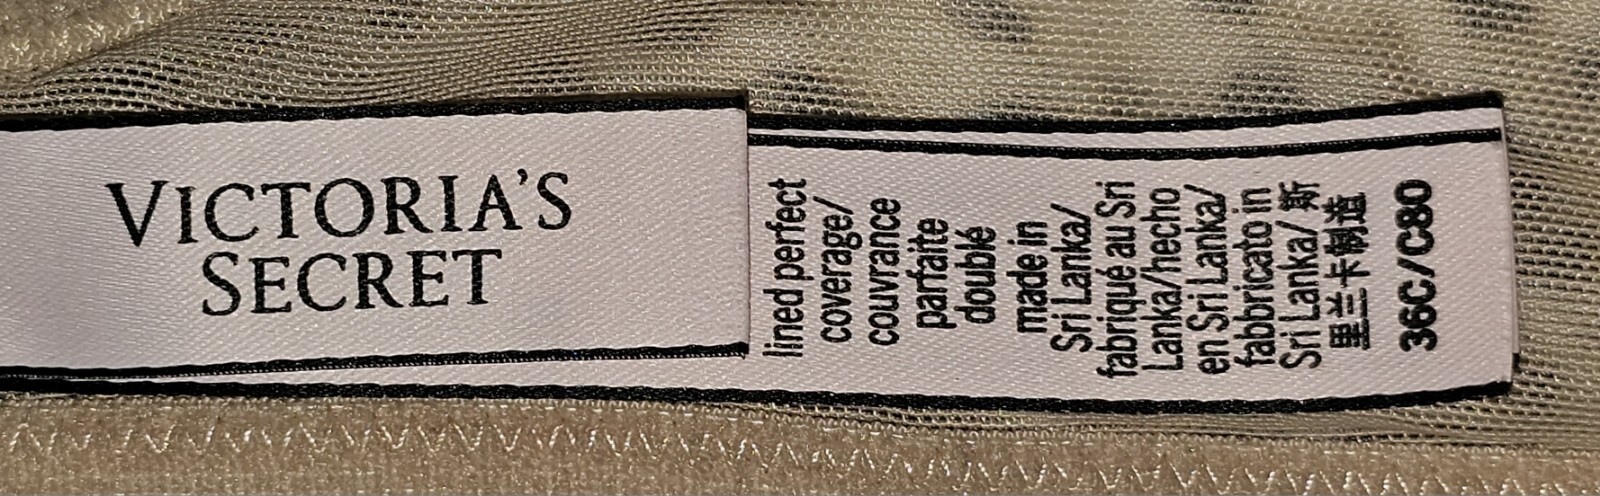 VICTORIA'S
SECRET
lined perfect
coverage/
couvrance
parfaite
doublé
made in
Sri Lanka/
fabriqué au Sri
Lanka/hecho
en Sri Lanka/
fabbricato in
Sri Lanka/ 斯
里兰卡制造
36C/C80